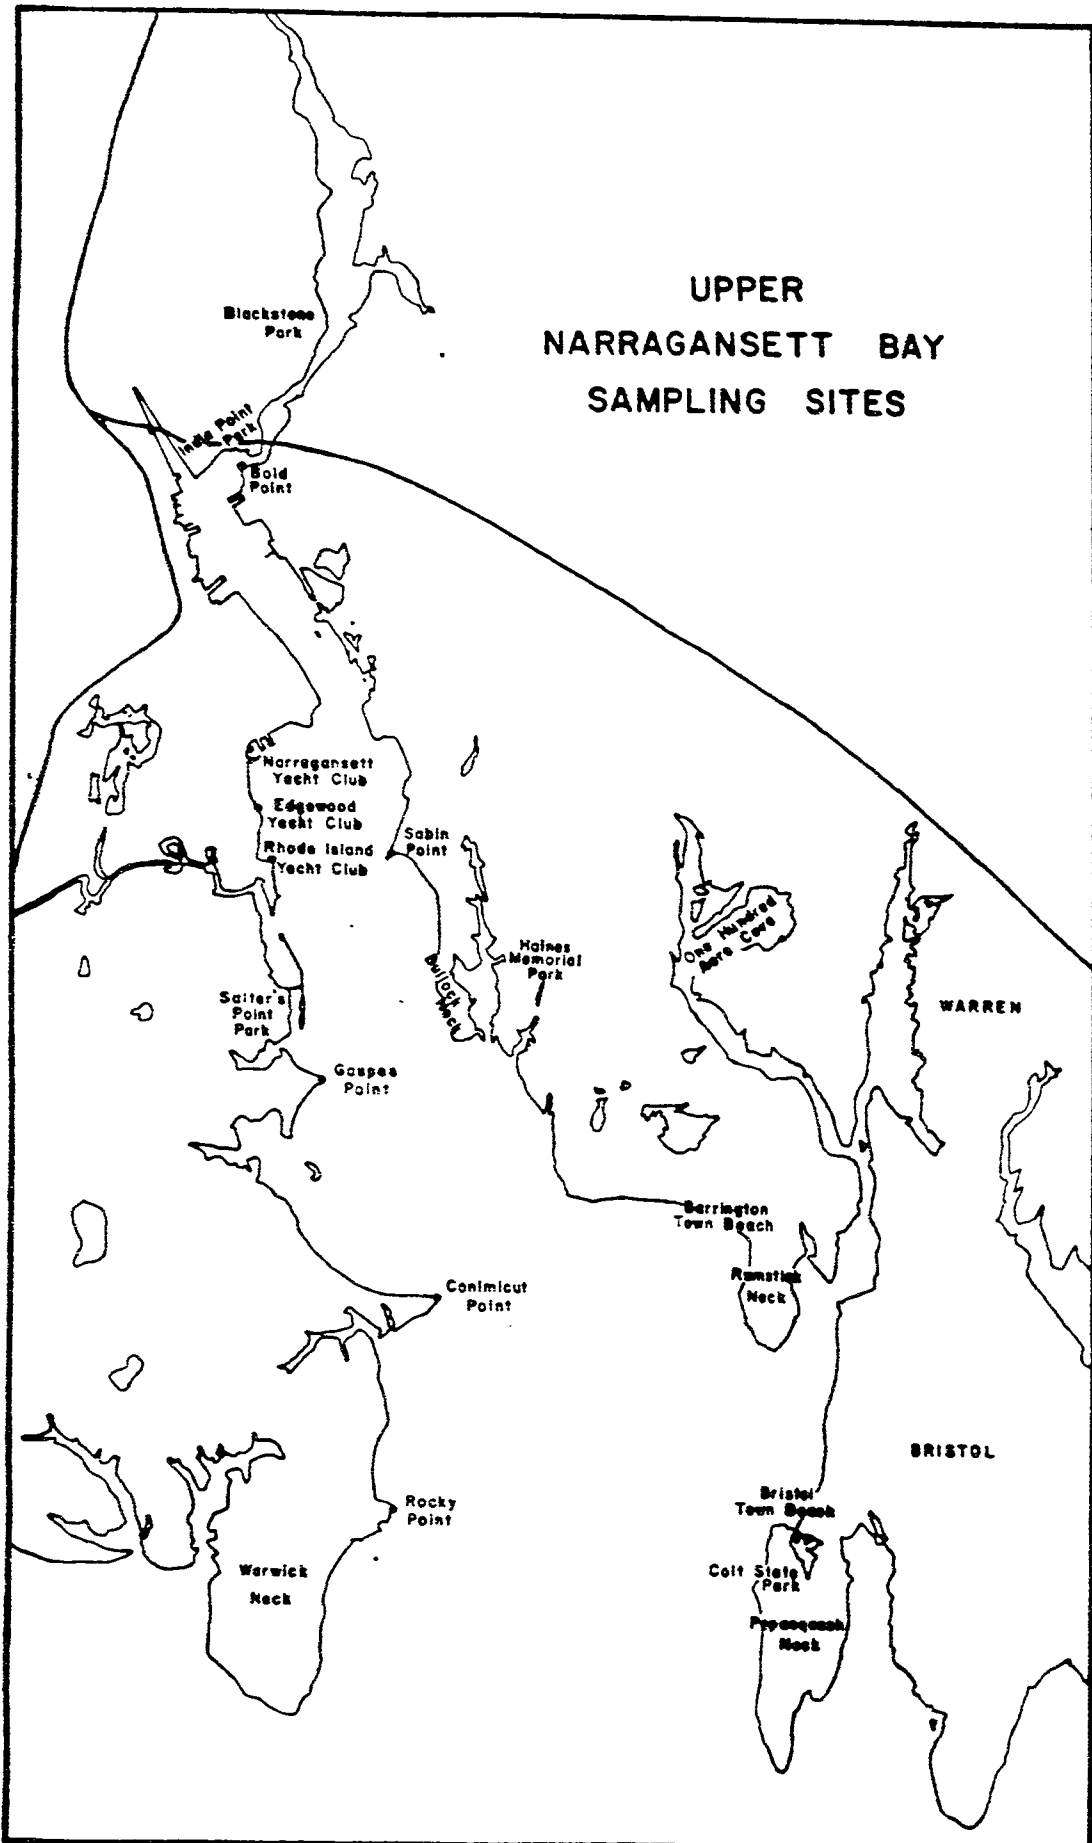 UPPER
NARRAGANSETT BAY
SAMPLING SITES
Blackstone
Park
India Point
Park
Bold
Point
Narragansett
Yacht Club
Edgewood
Yacht Club
Rhode Island
Yacht Club
Sabin
Point
One Hundred
Acre Cove
Haines
Memorial
Park
Bullock
Neck
WARREN
Salter's
Point
Park
Gaspee
Point
Barrington
Town Beach
Rumstick
Neck
Conimicut
Point
BRISTOL
Rocky
Point
Bristol
Town Beach
Warwick
Neck
Colt State
Park
Popasquash
Neck